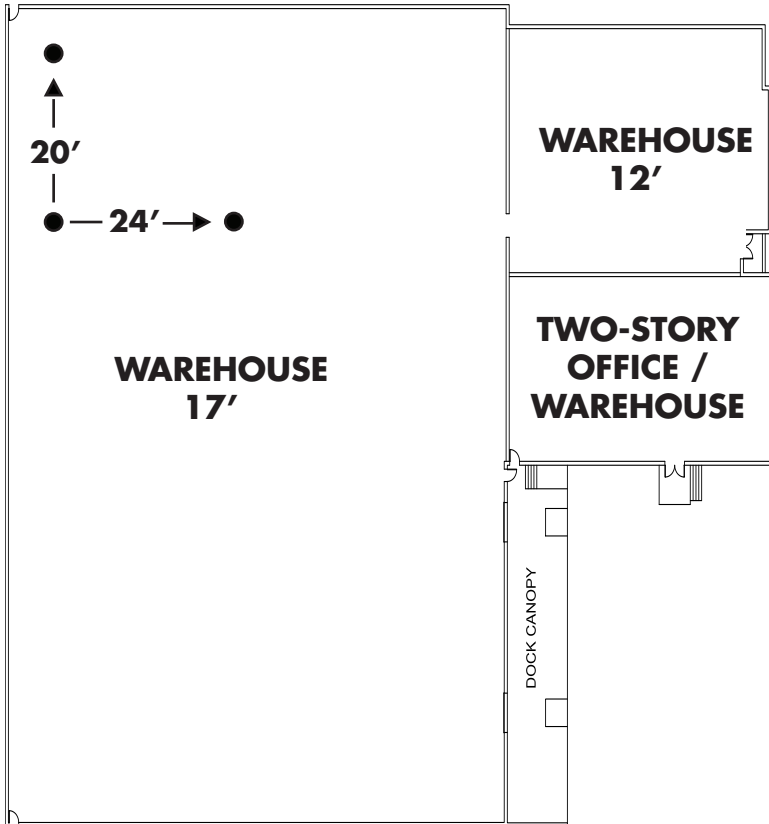 20’
24’
WAREHOUSE
17’
WAREHOUSE
12’
TWO-STORY
OFFICE /
WAREHOUSE
DOCK CANOPY